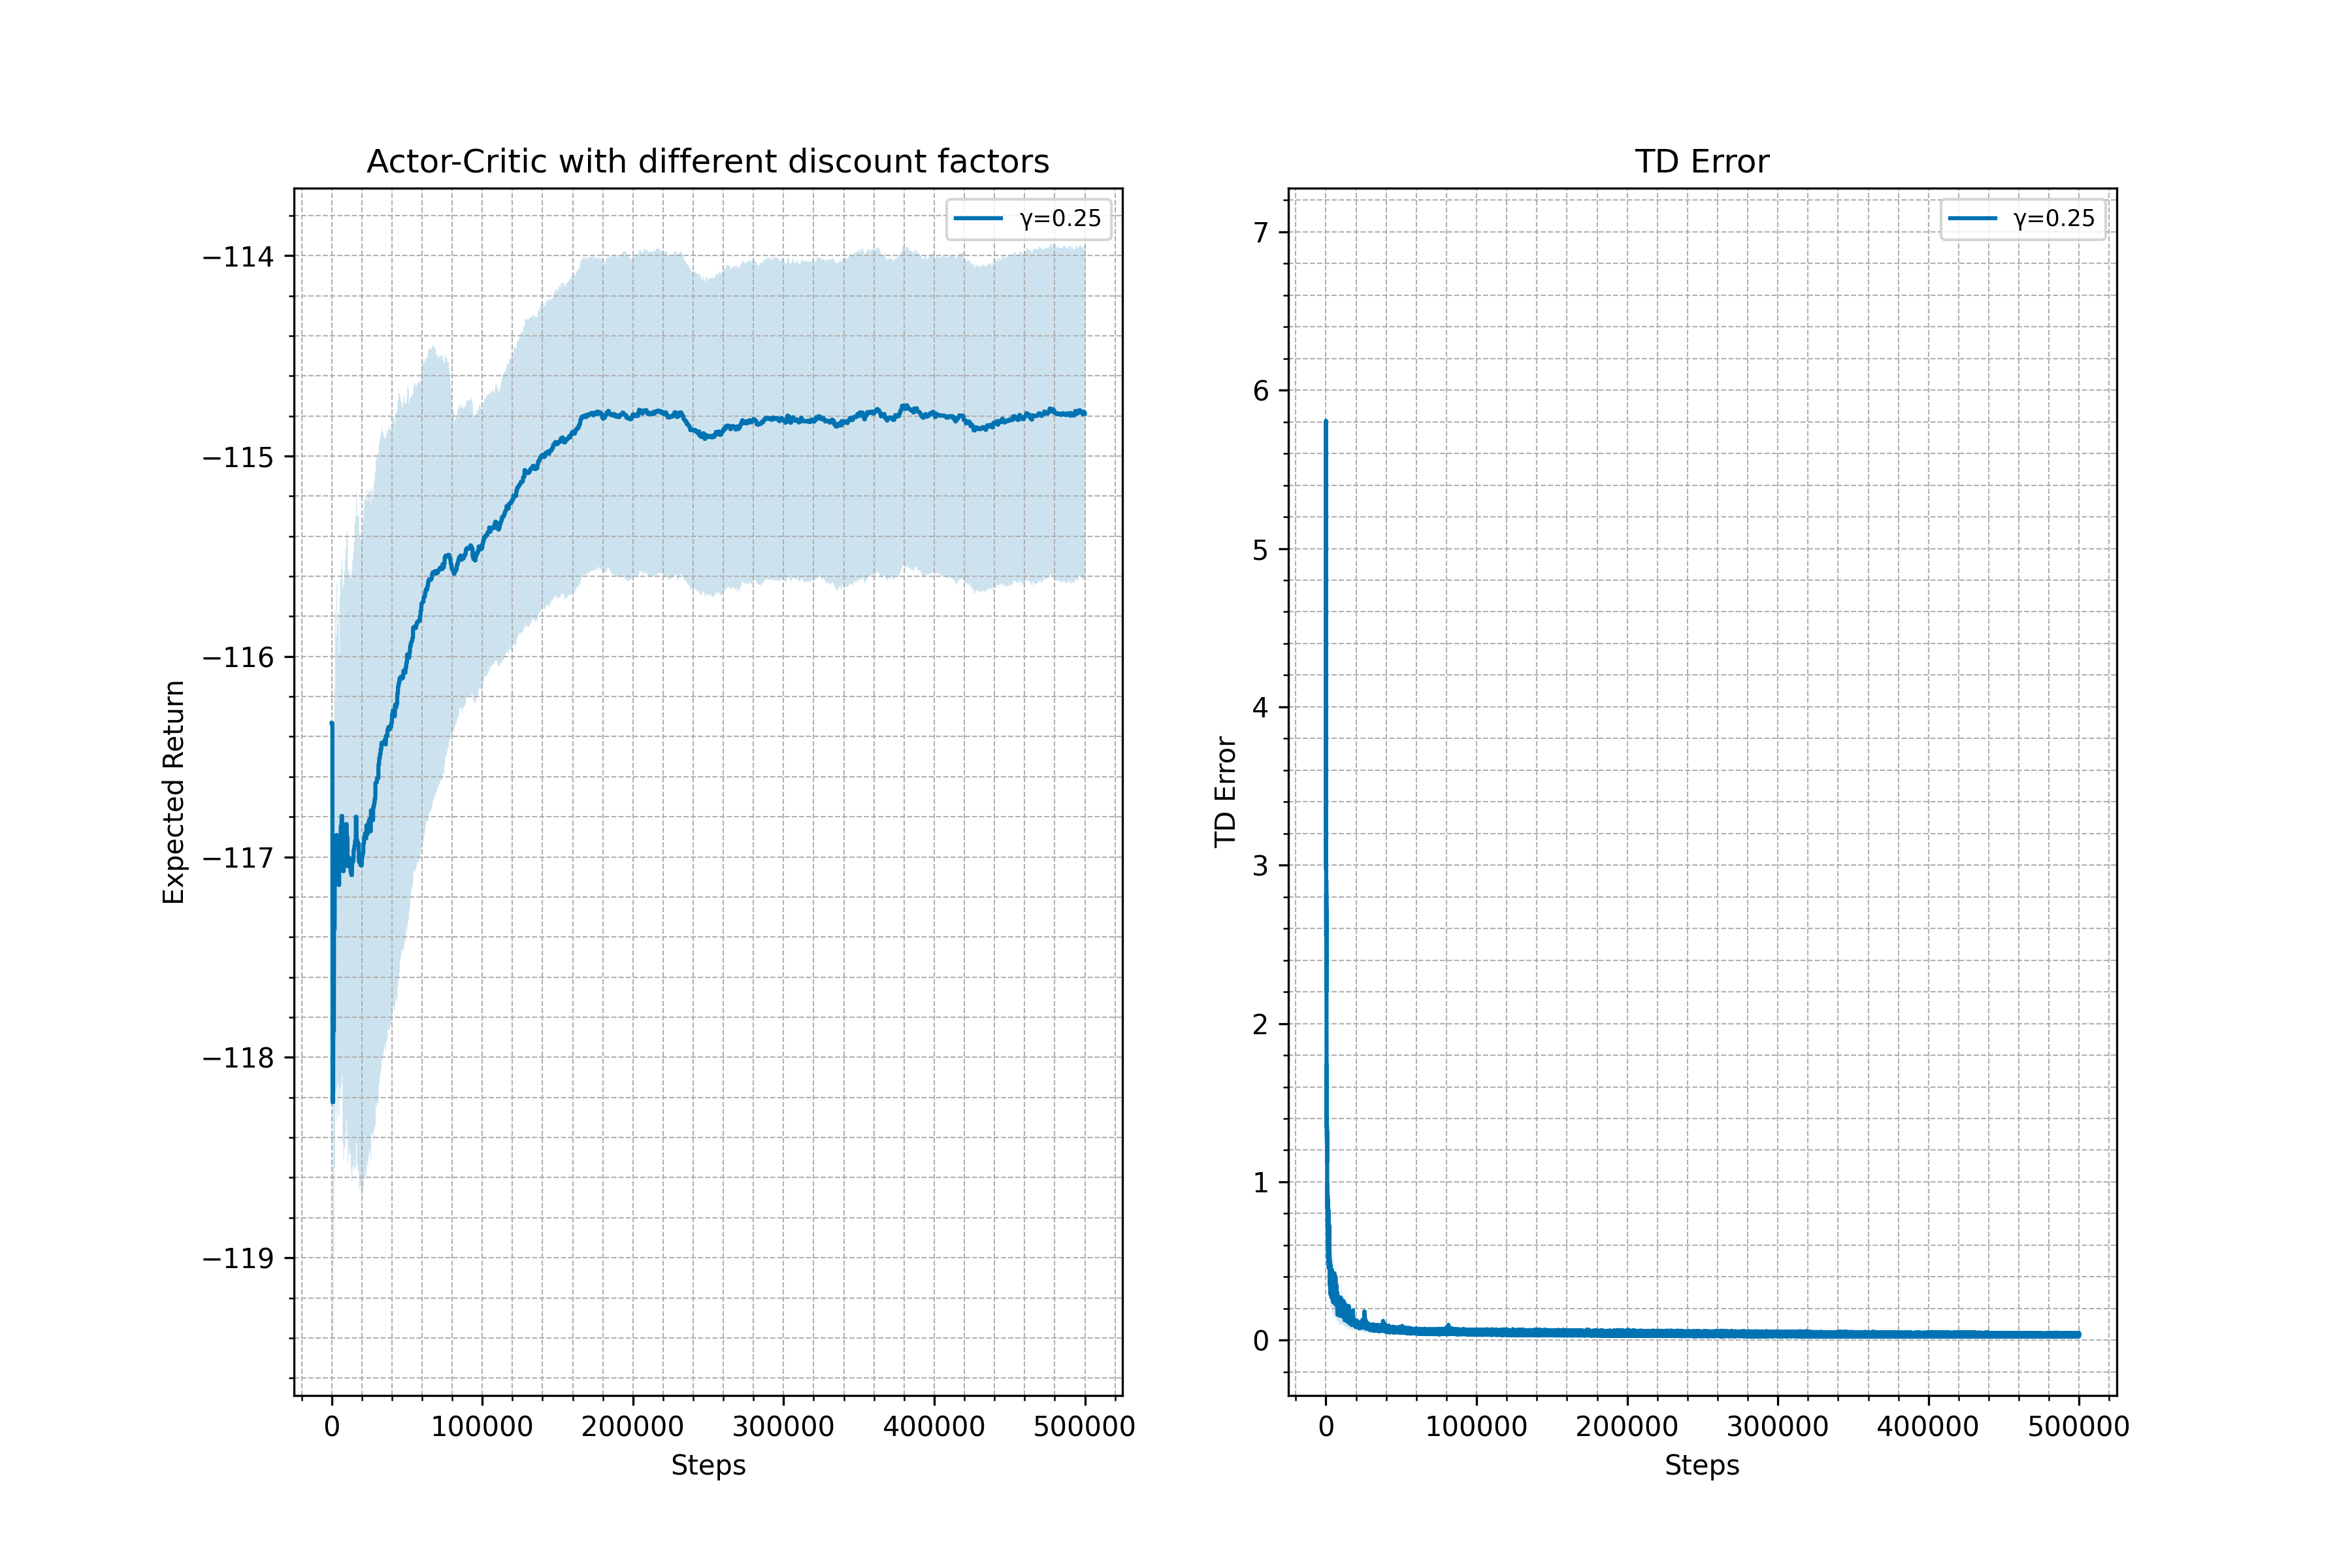 Actor-Critic with different discount factors
γ=0.25
−114
−115
−116
−117
−118
−119
Expected Return
0 100000 200000 300000 400000 500000
Steps
TD Error
γ=0.25
7
6
5
4
3
2
1
0
TD Error
0 100000 200000 300000 400000 500000
Steps